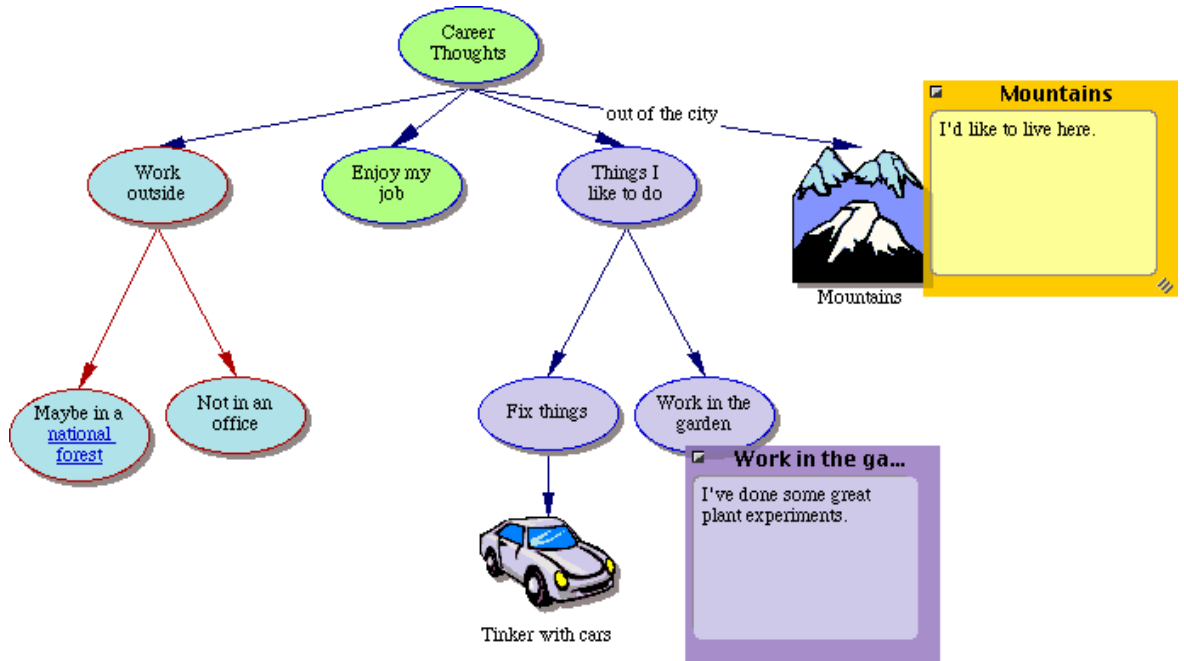 Career
Thoughts
out of the city
Mountains
I'd like to live here.
Work
outside
Enjoy my
job
Things I
like to do
Mountains
Maybe in a
national
forest
Not in an
office
Fix things
Work in the
garden
Work in the ga...
I've done some great
plant experiments.
Tinker with cars